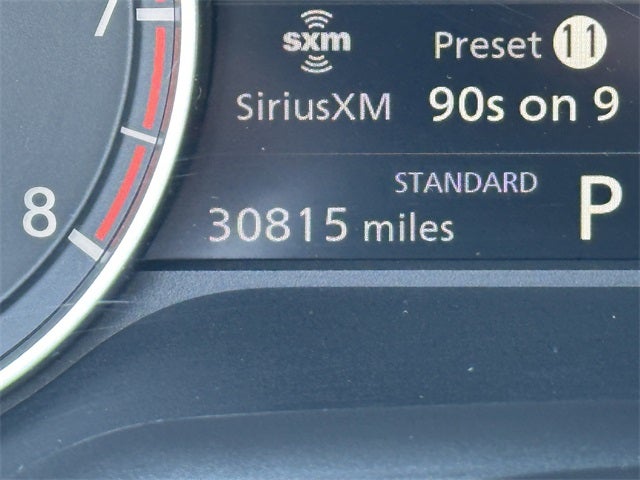 7
sxm
Preset 11
SiriusXM 90s on 9
STANDARD
P
8
30815 miles